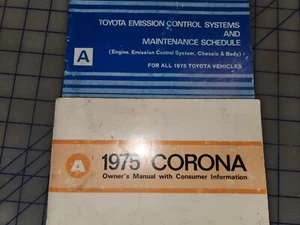 TOYOTA EMISSION CONTROL SYSTEMS
AND
MAINTENANCE SCHEDULE
(Engine, Emission Control System, Chassis & Body)
A
FOR ALL 1975 TOYOTA VEHICLES
A
1975 CORONA
Owner's Manual with Consumer Information